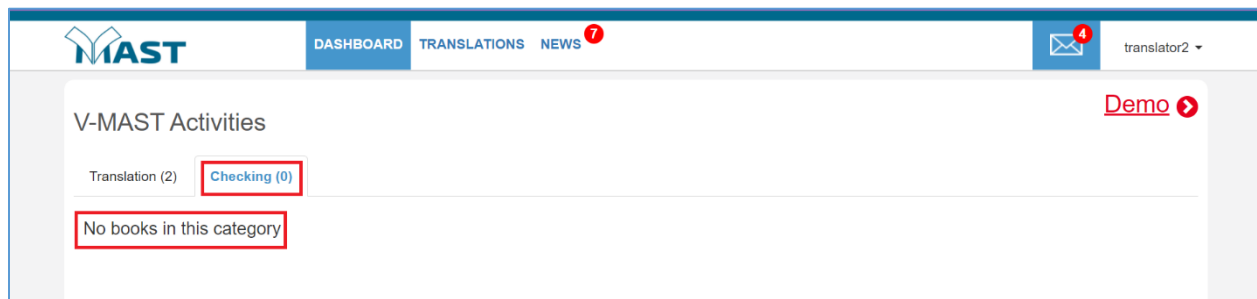 MAST DASHBOARD TRANSLATIONS NEWS 7 4 translator2
Demo
V-MAST Activities
Translation (2) Checking (0)
No books in this category